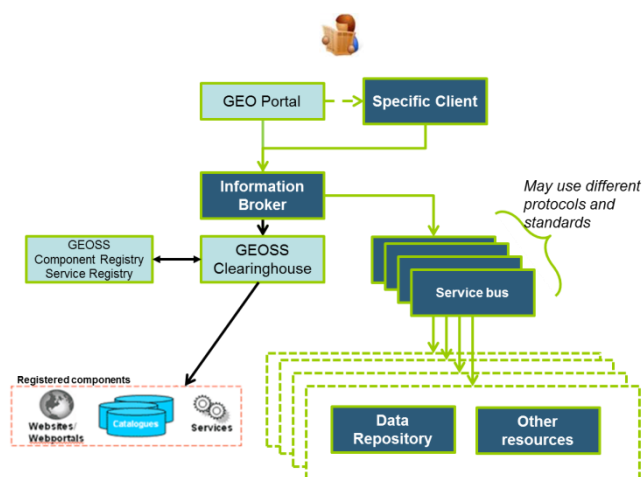 GEO Portal
Specific Client
Information
Broker
May use different
protocols and
standards
GEOSS
Component Registry
Service Registry
GEOSS
Clearinghouse
Service bus
Registered components
Websites/
Webportals
Catalogues
Services
Data
Repository
Other
resources